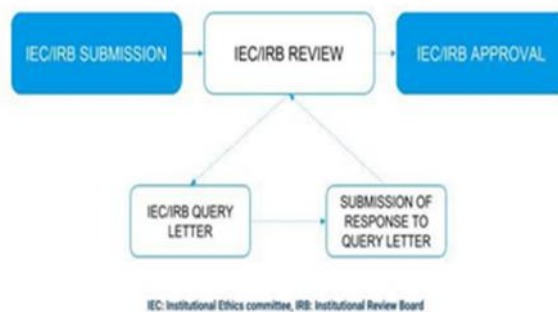 IEC/IRB SUBMISSION
IEC/IRB REVIEW
IEC/IRB APPROVAL
IEC/IRB QUERY
LETTER
SUBMISSION OF
RESPONSE TO
QUERY LETTER
IEC: Institutional Ethics committee, IRB: Institutional Review Board